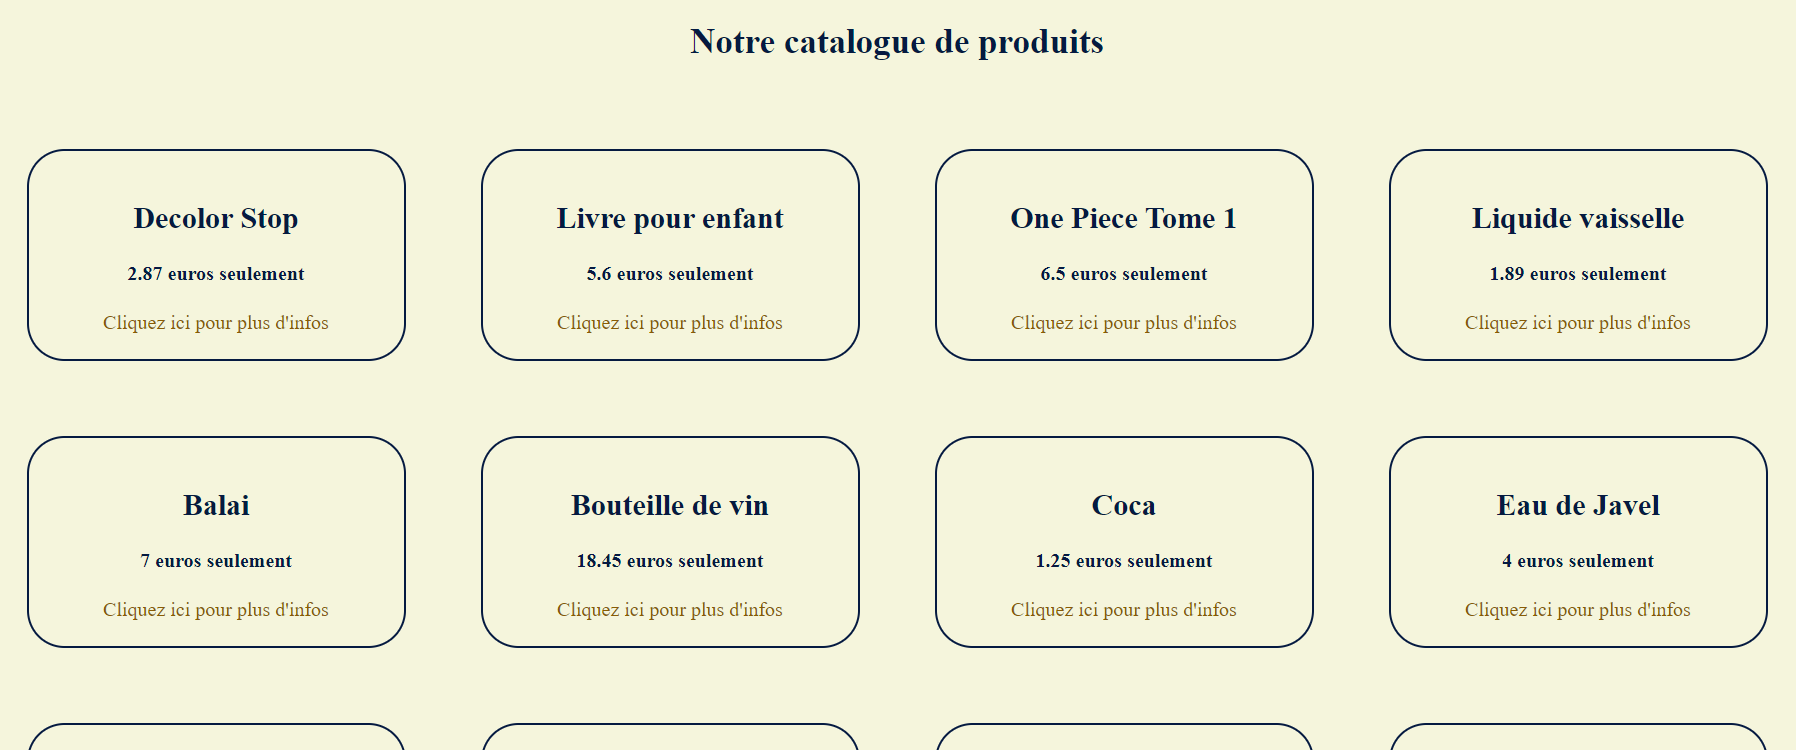 Notre catalogue de produits
Decolor Stop
2.87 euros seulement
Cliquez ici pour plus d'infos
Livre pour enfant
5.6 euros seulement
Cliquez ici pour plus d'infos
One Piece Tome 1
6.5 euros seulement
Cliquez ici pour plus d'infos
Liquide vaisselle
1.89 euros seulement
Cliquez ici pour plus d'infos
Balai
7 euros seulement
Cliquez ici pour plus d'infos
Bouteille de vin
18.45 euros seulement
Cliquez ici pour plus d'infos
Coca
1.25 euros seulement
Cliquez ici pour plus d'infos
Eau de Javel
4 euros seulement
Cliquez ici pour plus d'infos